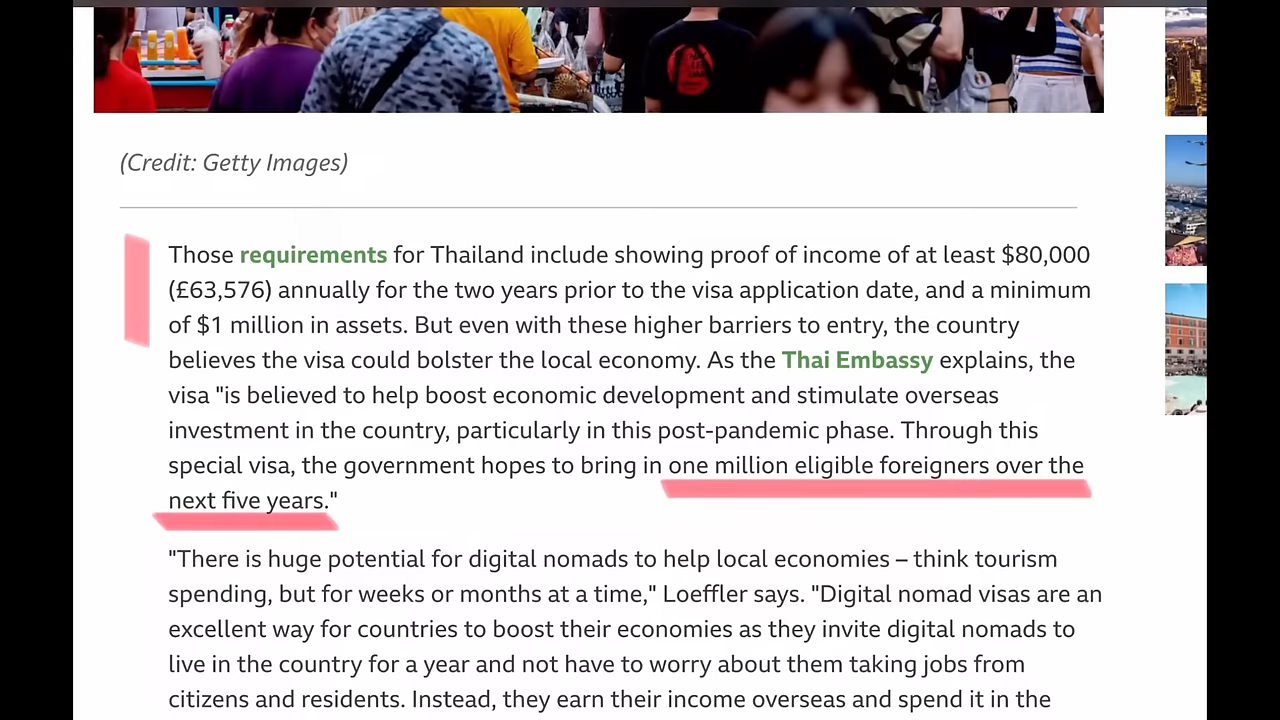 (Credit: Getty Images)
Those requirements for Thailand include showing proof of income of at least $80,000
(£63,576) annually for the two years prior to the visa application date, and a minimum
of $1 million in assets. But even with these higher barriers to entry, the country
believes the visa could bolster the local economy. As the Thai Embassy explains, the
visa "is believed to help boost economic development and stimulate overseas
investment in the country, particularly in this post-pandemic phase. Through this
special visa, the government hopes to bring in one million eligible foreigners over the
next five years."
"There is huge potential for digital nomads to help local economies – think tourism
spending, but for weeks or months at a time," Loeffler says. "Digital nomad visas are an
excellent way for countries to boost their economies as they invite digital nomads to
live in the country for a year and not have to worry about them taking jobs from
citizens and residents. Instead, they earn their income overseas and spend it in the